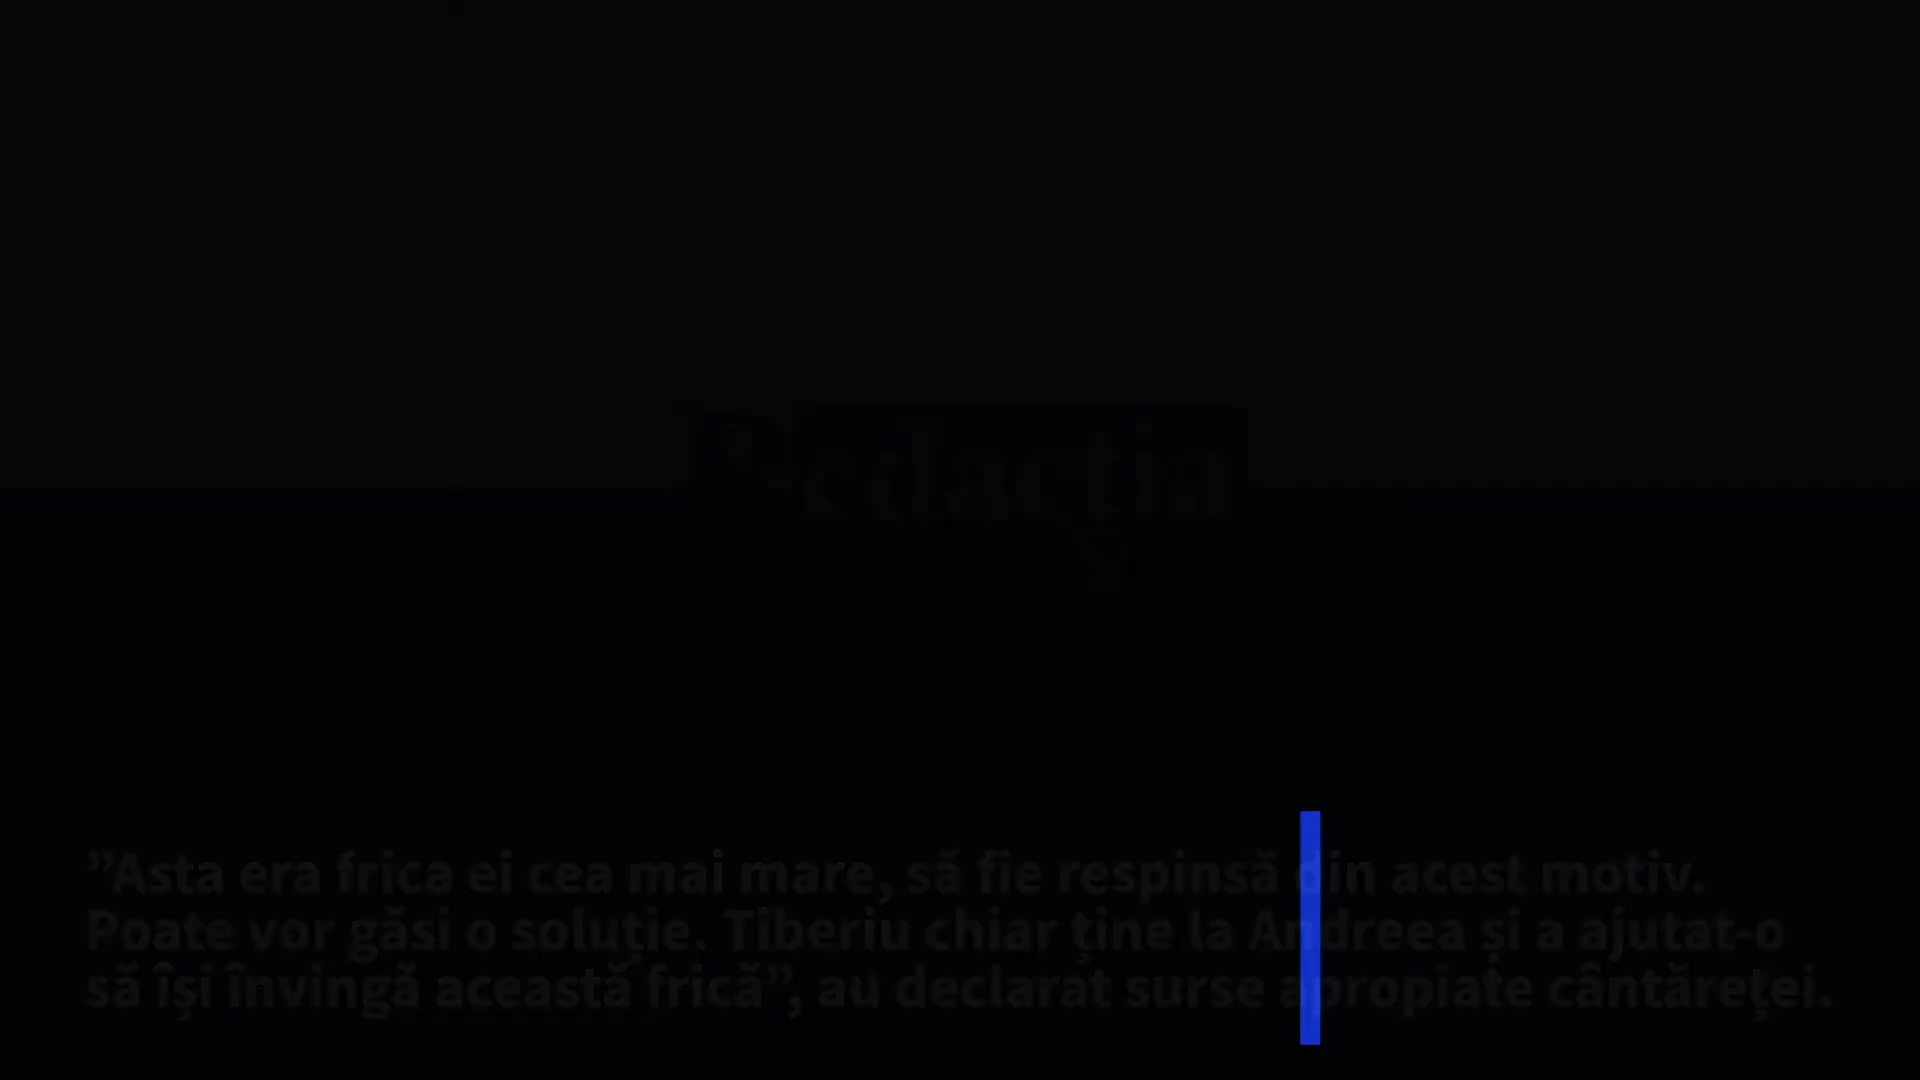 Redacția
”Asta era frica ei cea mai mare, să fie respinsă din acest motiv.
Poate vor găsi o soluție. Tiberiu chiar ține la Andreea și a ajutat-o
să își învingă această frică”, au declarat surse apropiate cântăreței.